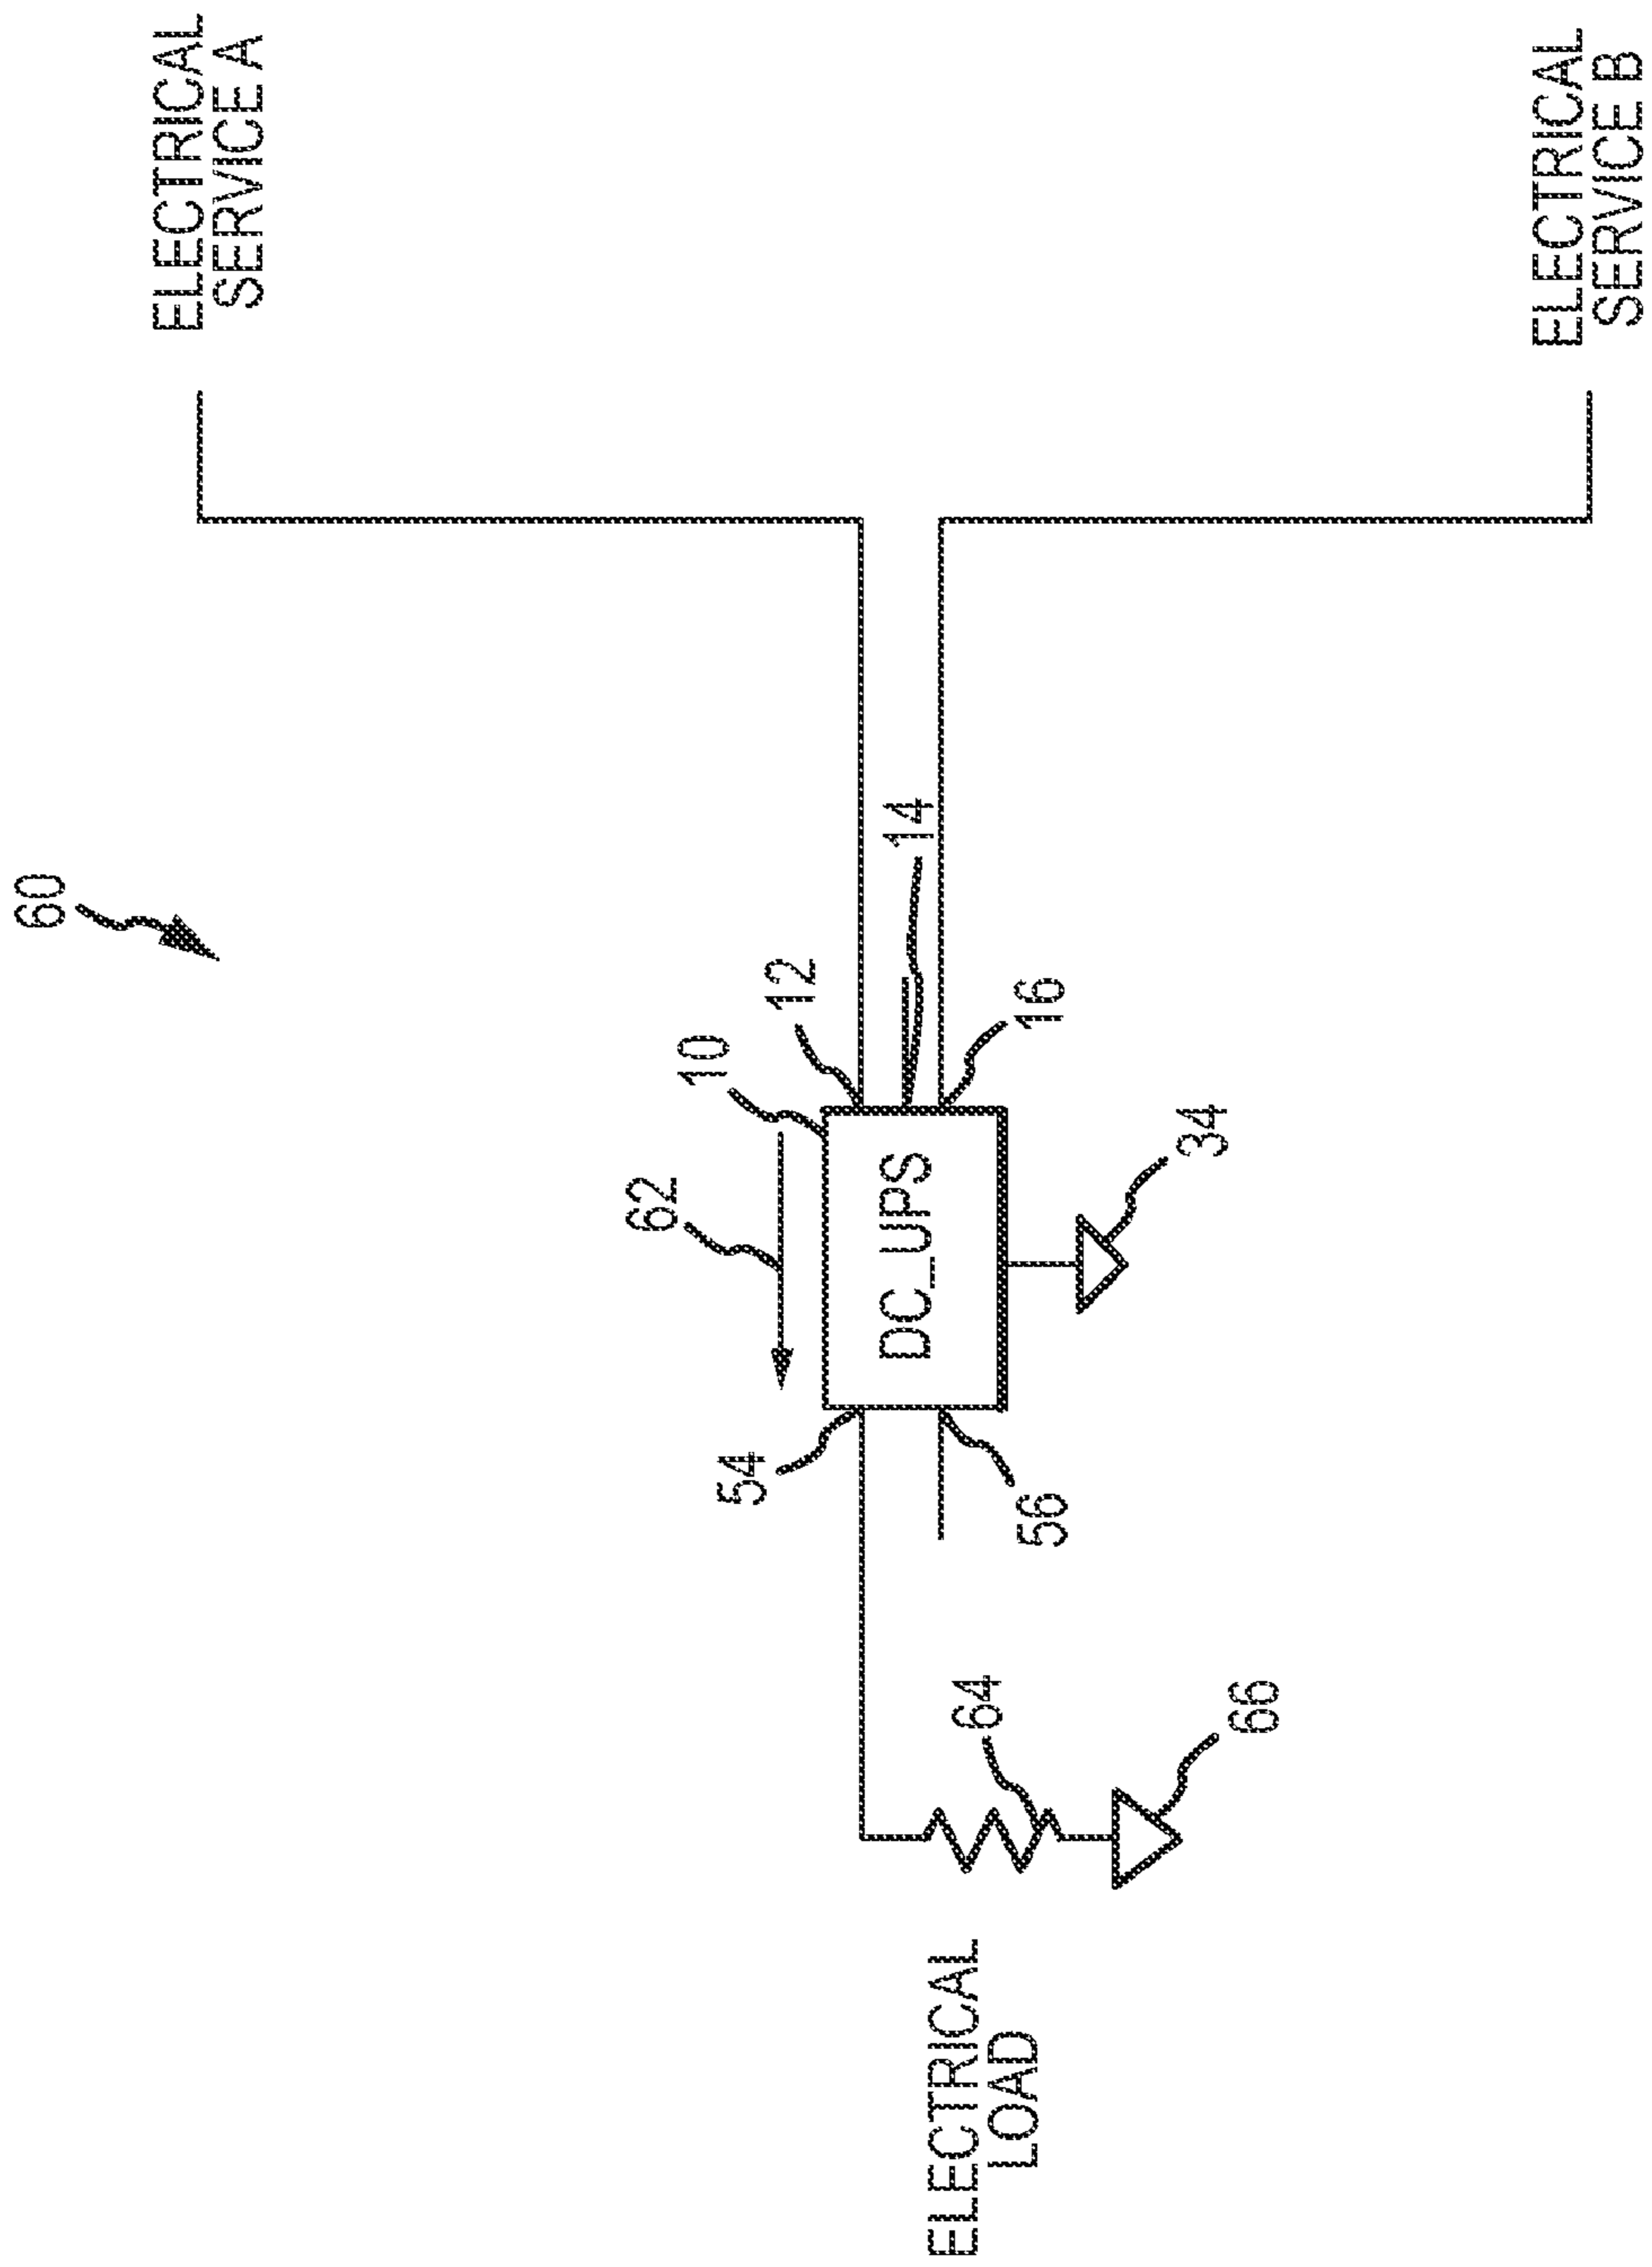 60
ELECTRICAL
SERVICE A
ELECTRICAL
SERVICE B
12
14
16
10
62
DC_UPS
34
54
56
64
66
ELECTRICAL
LOAD